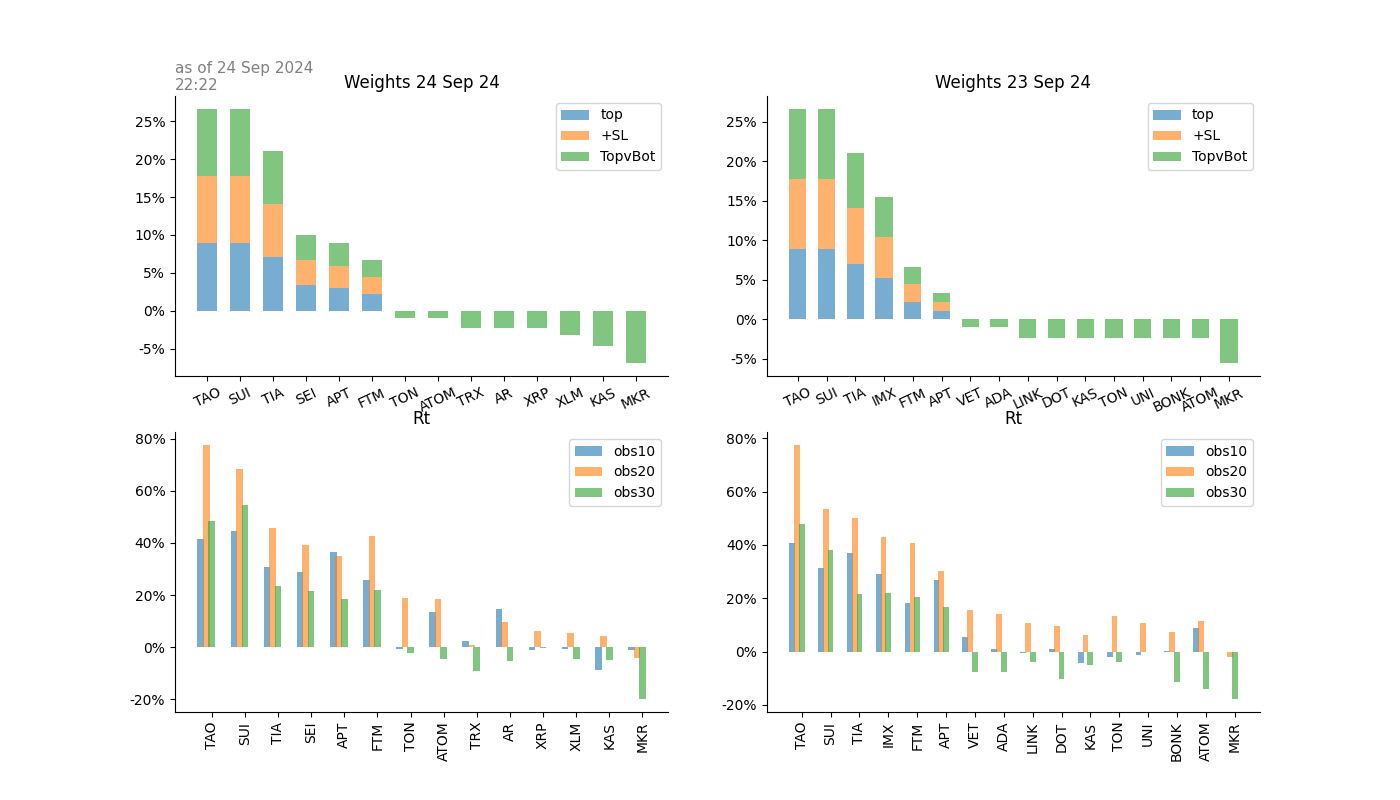 as of 24 Sep 2024
22:22
Weights 24 Sep 24
25%
20%
15%
10%
5%
0%
-5%
top
+SL
TopvBot
TAO SUI TIA SEI APT FTM TON ATOM TRX AR XRP XLM KAS MKR
Weights 23 Sep 24
25%
20%
15%
10%
5%
0%
-5%
top
+SL
TopvBot
TAO SUI TIA IMX FTM APT VET ADA LINK DOT KAS TON UNI BONK ATOM MKR
Rt
80%
60%
40%
20%
0%
-20%
obs10
obs20
obs30
TAO SUI TIA SEI APT FTM TON ATOM TRX AR XRP XLM KAS MKR
Rt
80%
60%
40%
20%
0%
-20%
obs10
obs20
obs30
TAO SUI TIA IMX FTM APT VET ADA LINK DOT KAS TON UNI BONK ATOM MKR